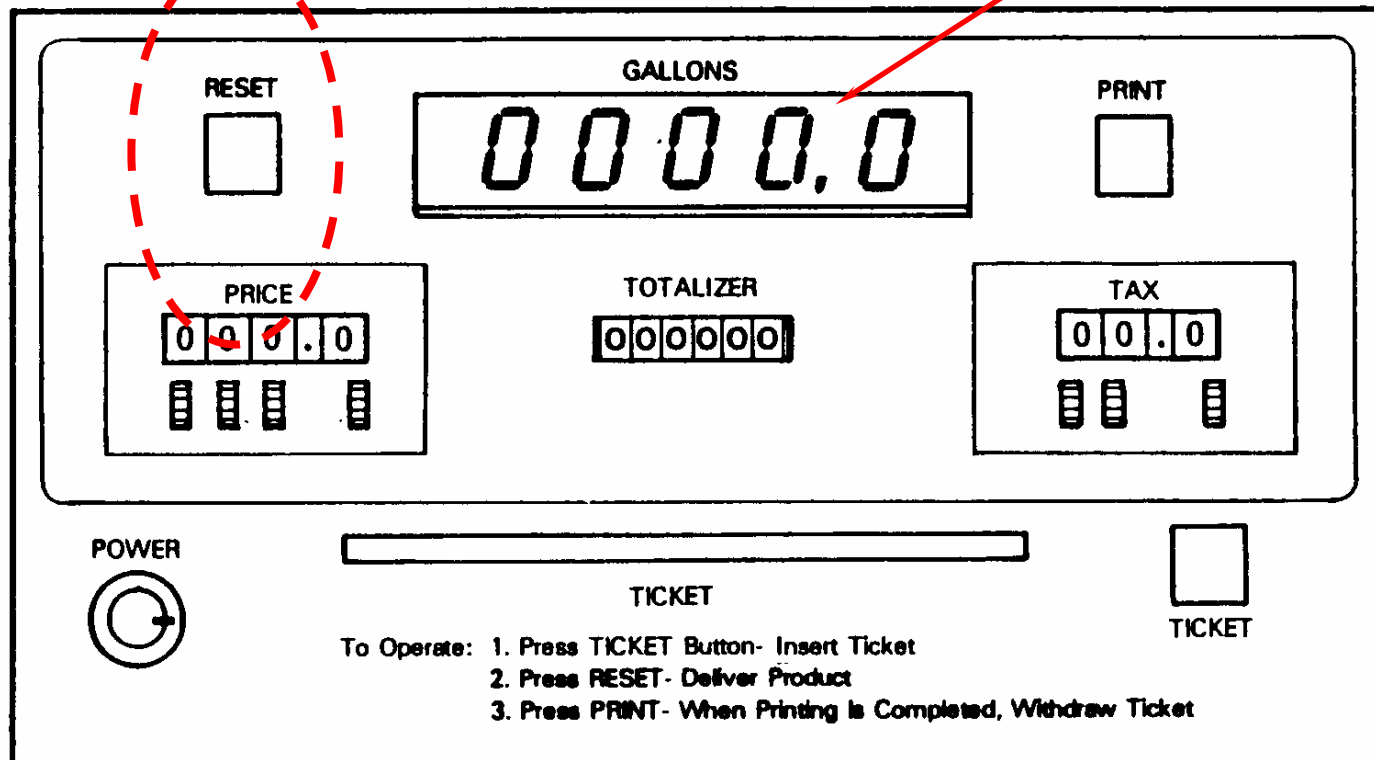 RESET
GALLONS
PRINT
0000.0
PRICE
000.0
TOTALIZER
000000
TAX
00.0
POWER
TICKET
TICKET
To Operate: 1. Press TICKET Button- Insert Ticket
2. Press RESET- Deliver Product
3. Press PRINT- When Printing Is Completed, Withdraw Ticket